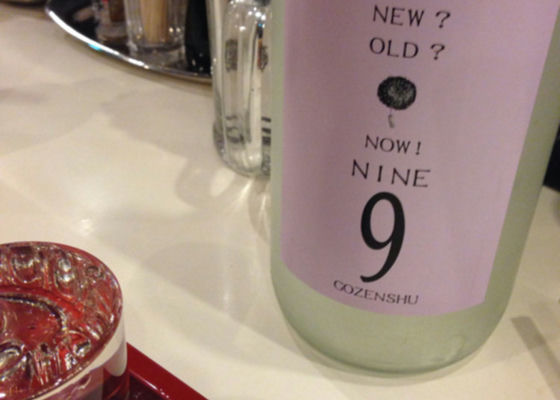 NEW ?
OLD ?
NOW!
NINE
9
GOZENSHU